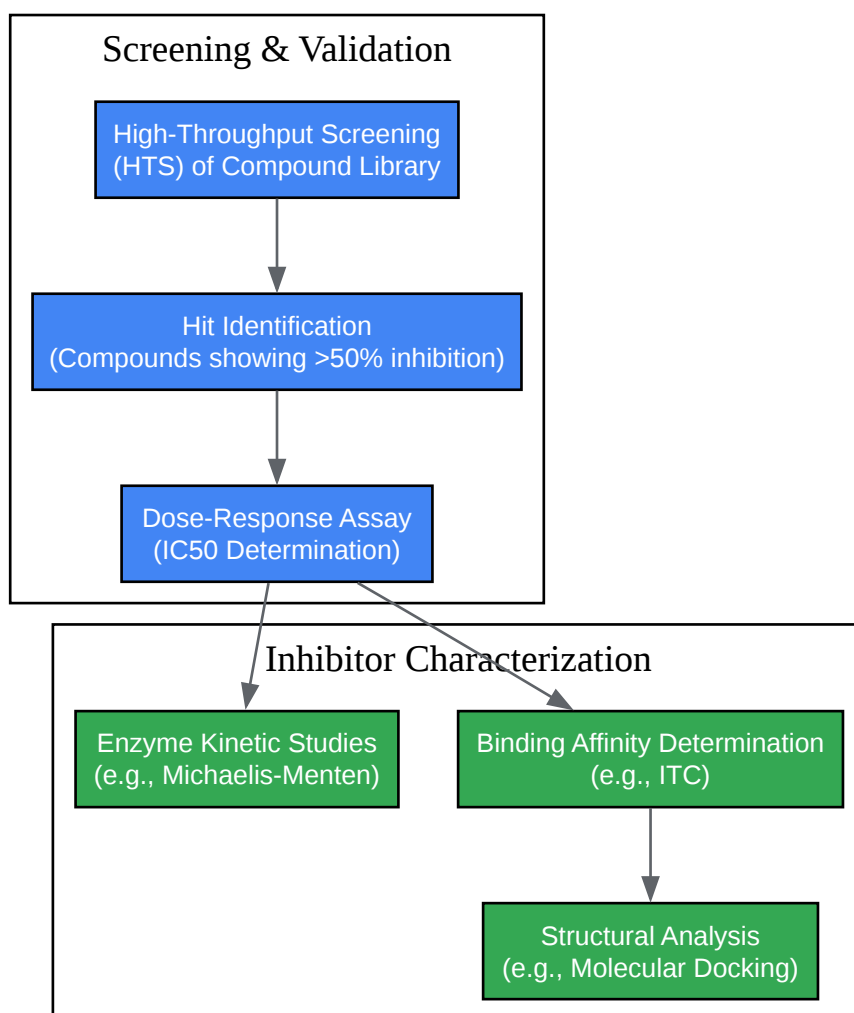 Screening & Validation
High-Throughput Screening
(HTS) of Compound Library
Hit Identification
(Compounds showing >50% inhibition)
Dose-Response Assay
(IC50 Determination)
Inhibitor Characterization
Enzyme Kinetic Studies
(e.g., Michaelis-Menten)
Binding Affinity Determination
(e.g., ITC)
Structural Analysis
(e.g., Molecular Docking)